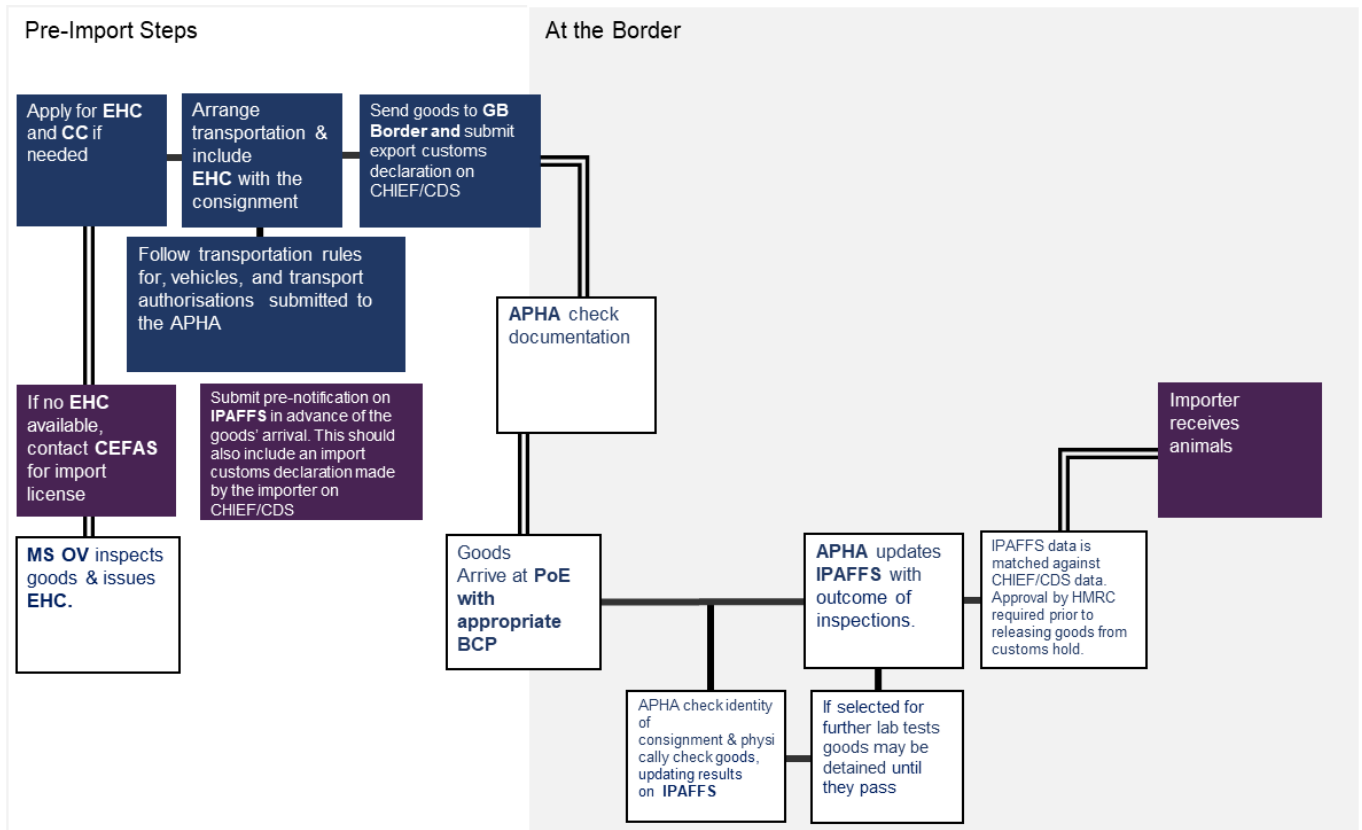 Pre-Import Steps
At the Border
Apply for EHC
and CC if
needed
Arrange
transportation &
include
EHC with the
consignment
Send goods to GB
Border and submit
export customs
declaration on
CHIEF/CDS
Follow transportation rules
for, vehicles, and transport
authorisations submitted to
the APHA
APHA check
documentation
If no EHC
available,
contact CEFAS
for import
license
Submit pre-notification on
IPAFFS in advance of the
goods' arrival. This should
also include an import
customs declaration made
by the importer on
CHIEF/CDS
Importer
receives
animals
MS OV inspects
goods & issues
EHC.
Goods
Arrive at PoE
with
appropriate
BCP
APHA updates
IPAFFS with
outcome of
inspections.
IPAFFS data is
matched against
CHIEF/CDS data.
Approval by HMRC
required prior to
releasing goods from
customs hold.
APHA check identity
of
consignment & physi
cally check goods,
updating results
on IPAFFS
If selected for
further lab tests
goods may be
detained until
they pass